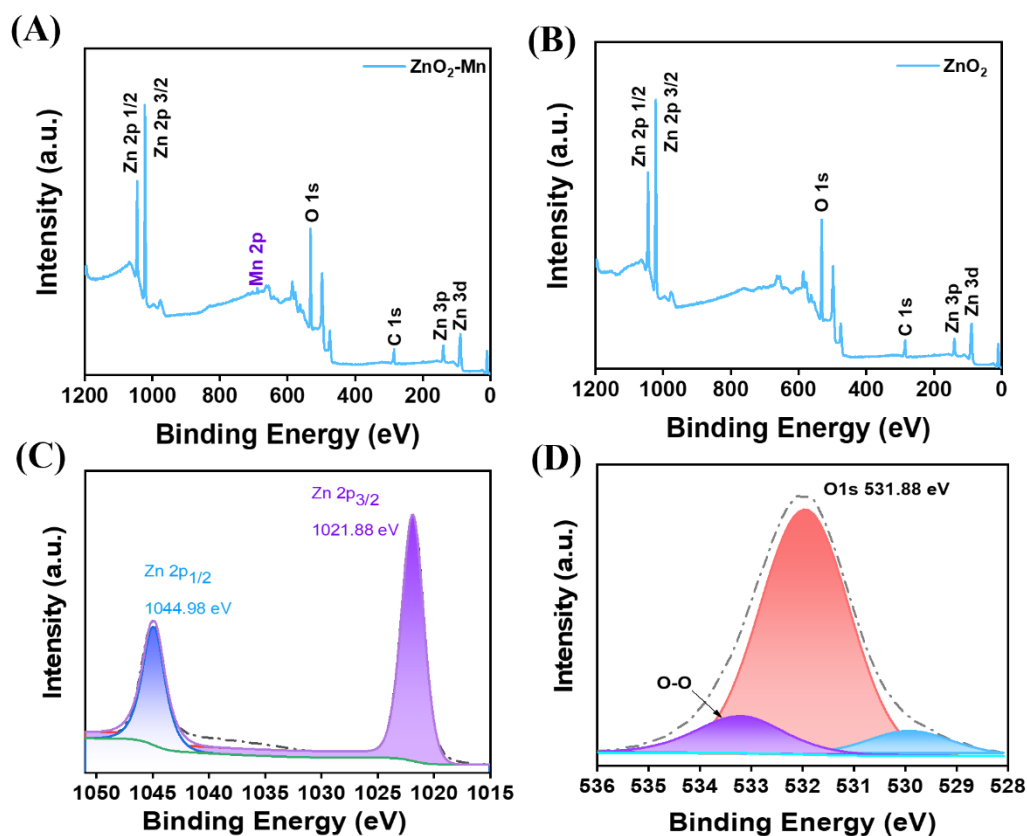 (A)
ZnO₂-Mn
Zn 2p 1/2
Zn 2p 3/2
Mn 2p
O 1s
C 1s
Zn 3p
Zn 3d
Intensity (a.u.)
1200 1000 800 600 400 200 0
Binding Energy (eV)
(B)
ZnO₂
Zn 2p 1/2
Zn 2p 3/2
O 1s
C 1s
Zn 3p
Zn 3d
Intensity (a.u.)
1200 1000 800 600 400 200 0
Binding Energy (eV)
(C)
Zn 2p₃/₂
1021.88 eV
Zn 2p₁/₂
1044.98 eV
Intensity (a.u.)
1050 1045 1040 1035 1030 1025 1020 1015
Binding Energy (eV)
(D)
O1s 531.88 eV
O-O
Intensity (a.u.)
536 535 534 533 532 531 530 529 528
Binding Energy (eV)